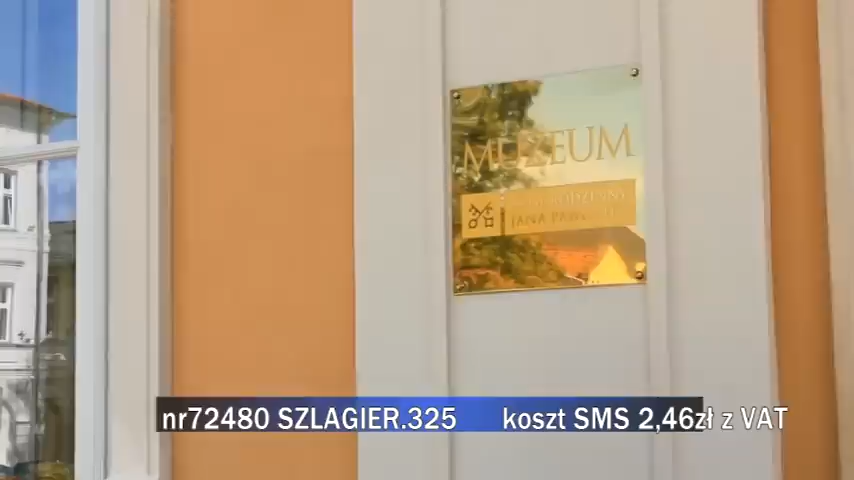 MUZEUM
JANA PAWŁA II
nr72480 SZLAGIER.325 koszt SMS 2,46zł z VAT